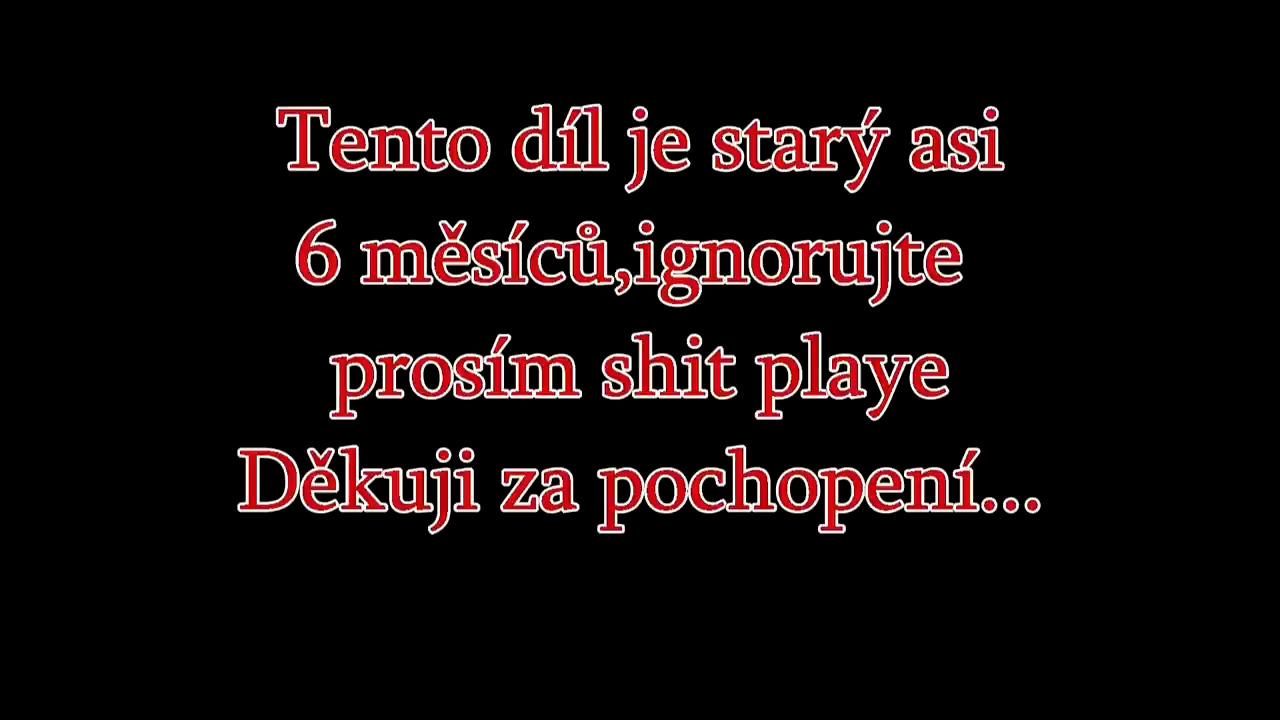 Tento díl je starý asi
6 měsíců,ignorujte
prosím shit playe
Děkuji za pochopení...